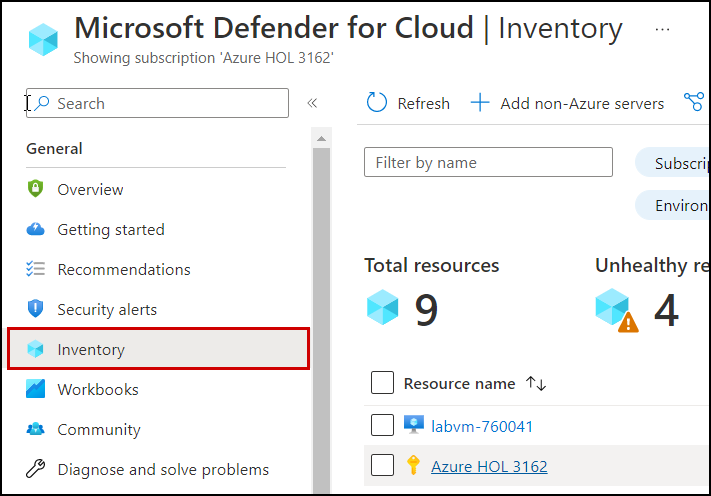 Microsoft Defender for Cloud | Inventory ...
Showing subscription 'Azure HOL 3162'
Search «
Refresh + Add non-Azure servers
General
Filter by name
Subscrip
Environ
Overview
Getting started
Recommendations
Security alerts
Inventory
Workbooks
Community
Diagnose and solve problems
Total resources
9
Unhealthy re
4
Resource name ↑↓
labvm-760041
Azure HOL 3162